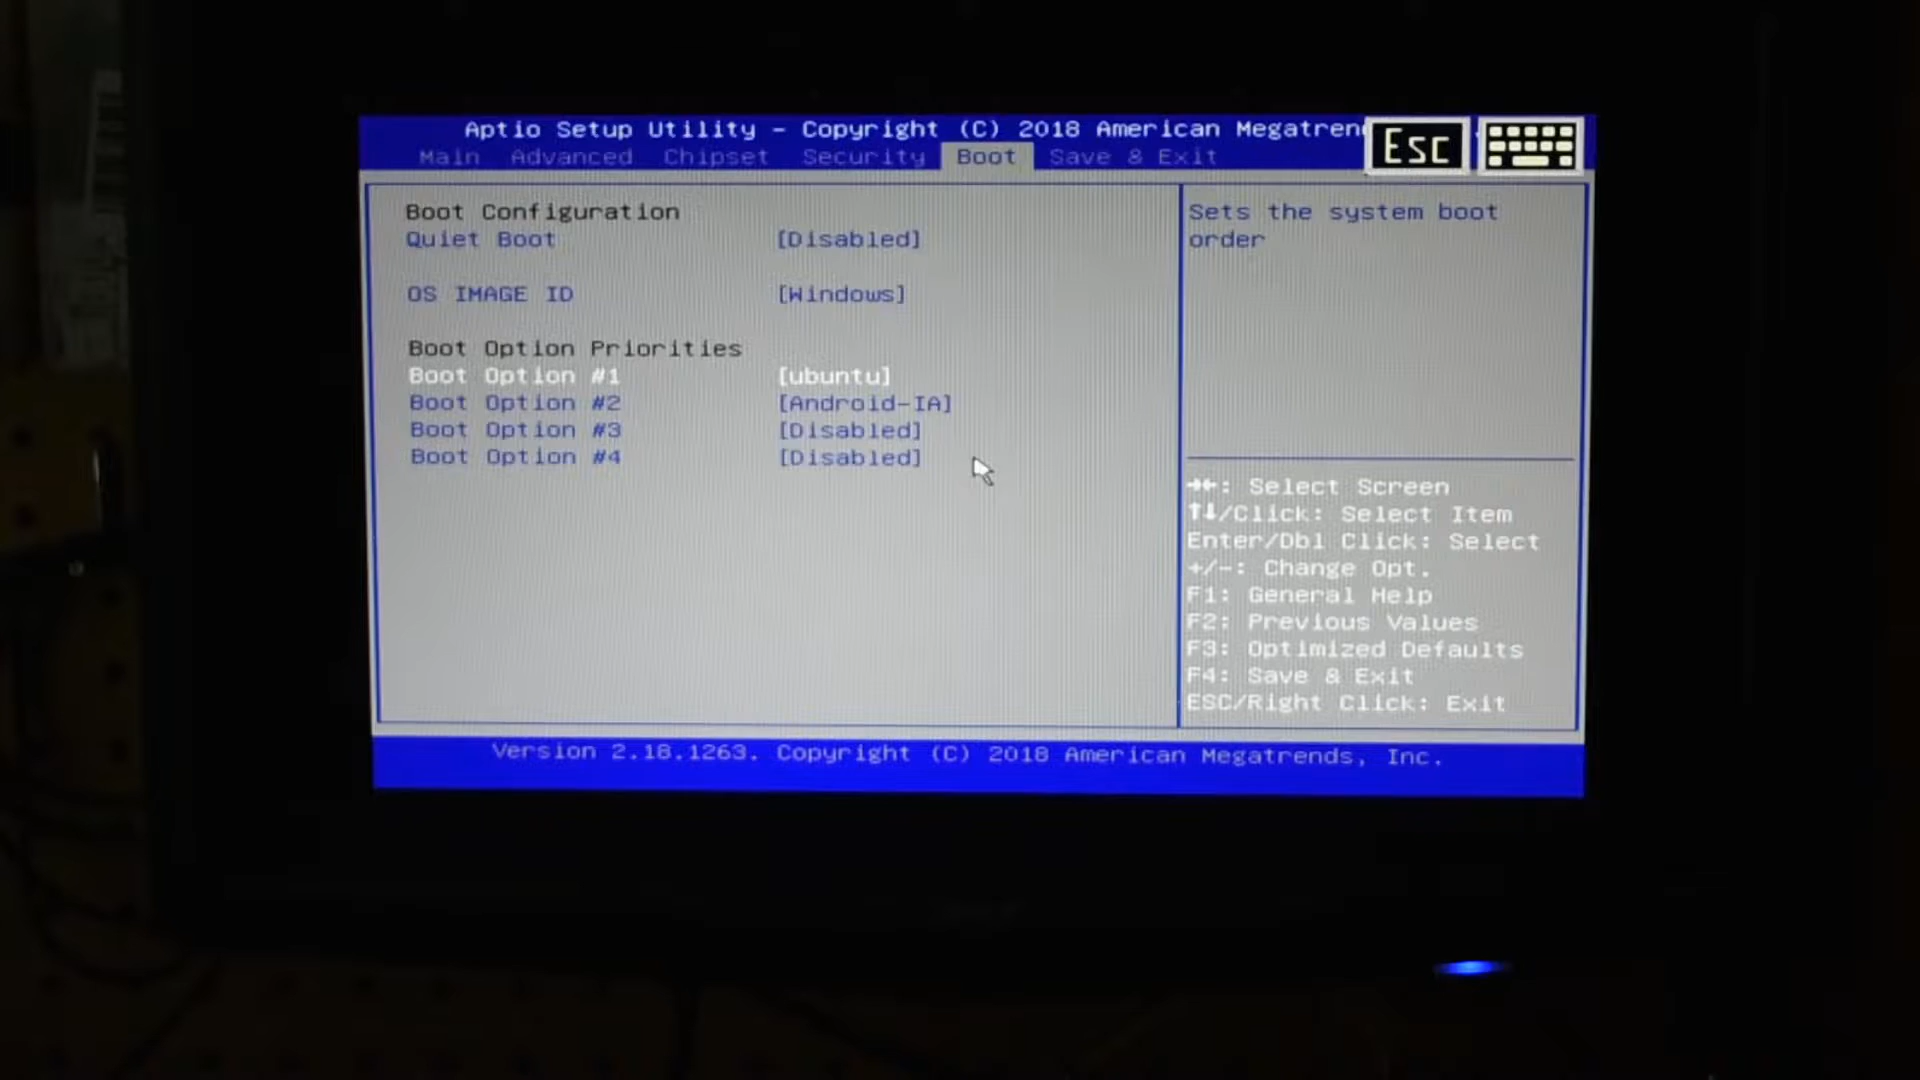 Aptio Setup Utility - Copyright (C) 2018 American
Esc
Main Advanced Chipset Security Boot Save & Exit
Boot Configuration
Quiet Boot [Disabled]
OS IMAGE ID [Windows]
Boot Option Priorities
Boot Option #1 [ubuntu]
Boot Option #2 [Android-IA]
Boot Option #3 [Disabled]
Boot Option #4 [Disabled]
Sets the system boot
order
→←: Select Screen
↑↓/Click: Select Item
Enter/Dbl Click: Select
+/-: Change Opt.
F1: General Help
F2: Previous Values
F3: Optimized Defaults
F4: Save & Exit
ESC/Right Click: Exit
Version 2.18.1263. Copyright (C) 2018 American Megatrends, Inc.